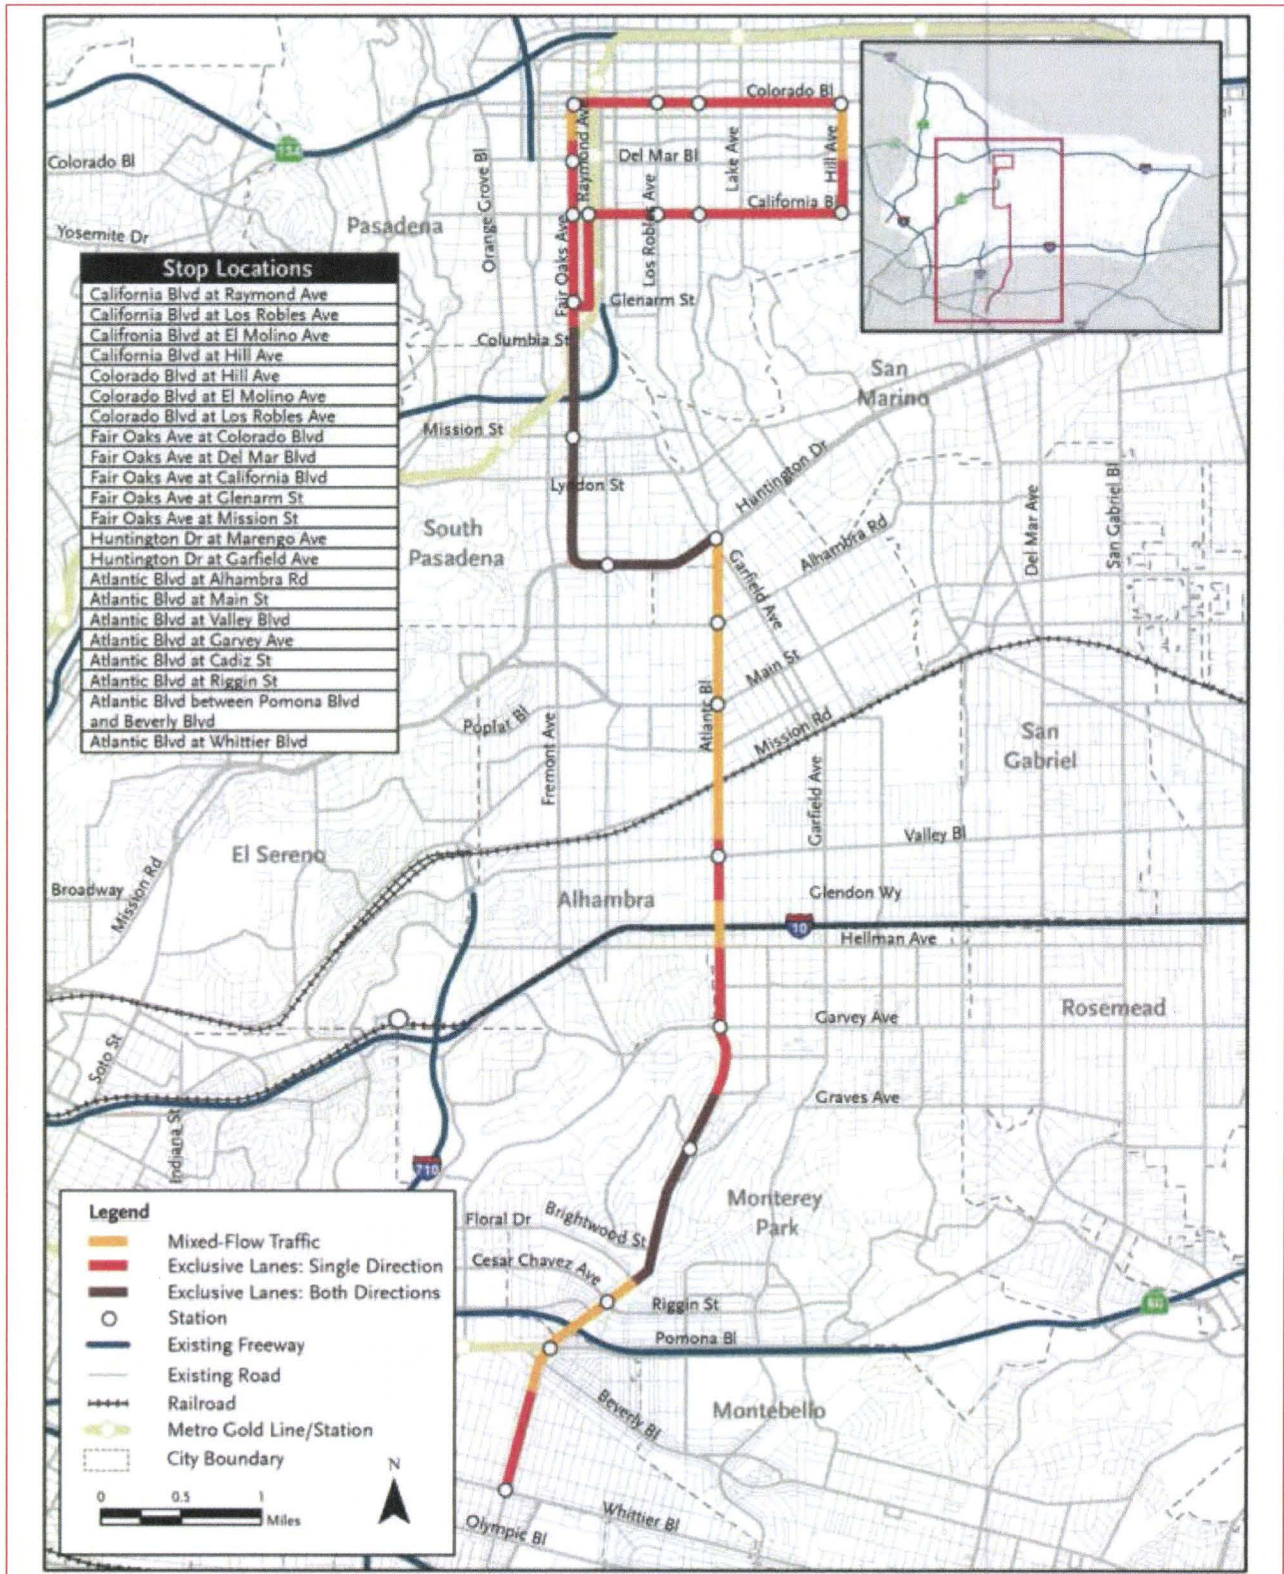 Colorado Bl
Raymond Av
Colorado Bl
Orange Grove Bl
Del Mar Bl
Lake Ave
Hill Ave
134
Pasadena
Yosemite Dr
California B
Los Robles Ave
Fair Oaks Ave
Glenarm St
Columbia St
Stop Locations
California Blvd at Raymond Ave
California Blvd at Los Robles Ave
Califronia Blvd at El Molino Ave
California Blvd at Hill Ave
Colorado Blvd at Hill Ave
Colorado Blvd at El Molino Ave
Colorado Blvd at Los Robles Ave
Fair Oaks Ave at Colorado Blvd
Fair Oaks Ave at Del Mar Blvd
Fair Oaks Ave at California Blvd
Fair Oaks Ave at Glenarm St
Fair Oaks Ave at Mission St
Huntington Dr at Marengo Ave
Huntington Dr at Garfield Ave
Atlantic Blvd at Alhambra Rd
Atlantic Blvd at Main St
Atlantic Blvd at Valley Blvd
Atlantic Blvd at Garvey Ave
Atlantic Blvd at Cadiz St
Atlantic Blvd at Riggin St
Atlantic Blvd between Pomona Blvd
and Beverly Blvd
Atlantic Blvd at Whittier Blvd
San
Marino
Mission St
Lyndon St
Huntington Dr
South
Pasadena
Alhambra Rd
Del Mar Ave
San Gabriel Bl
Garfield Ave
Main St
Atlantc Bl
Mission Rd
Poplar Bl
Fremont Ave
San
Gabriel
Garfield Ave
Valley Bl
El Sereno
Broadway
Mission Rd
Alhambra
Glendon Wy
10
Hellman Ave
Rosemead
Garvey Ave
Soto St
Graves Ave
Indiana St
710
Monterey
Park
Floral Dr
Brightwood St
Cesar Chavez Ave
Riggin St
Pomona Bl
Beverly Bl
Montebello
Whittier Bl
Olympic Bl
Legend
Mixed-Flow Traffic
Exclusive Lanes: Single Direction
Exclusive Lanes: Both Directions
Station
Existing Freeway
Existing Road
Railroad
Metro Gold Line/Station
City Boundary
N
0 0.5 1
Miles